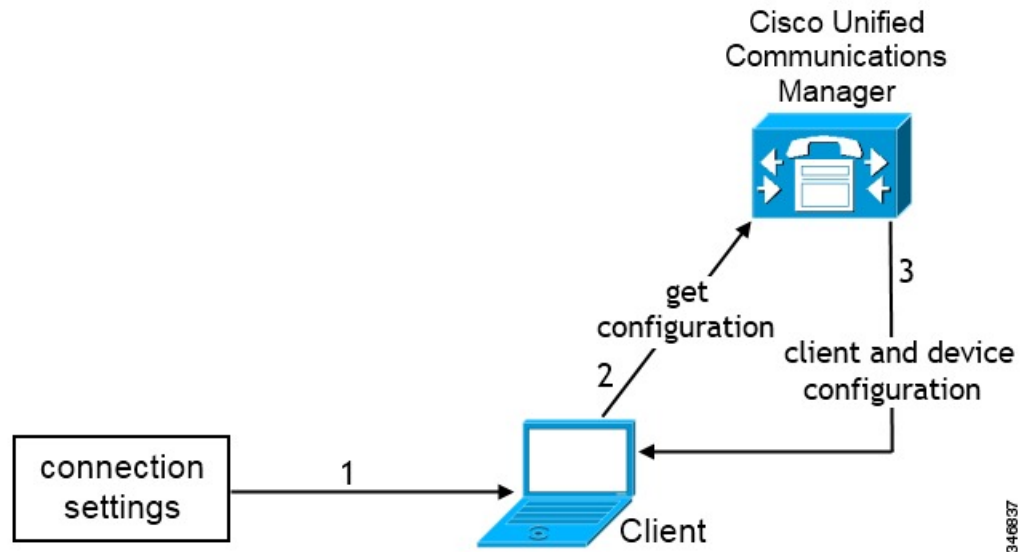 Cisco Unified
Communications
Manager
3
get
configuration
2
client and device
configuration
connection
settings
1
Client
346837